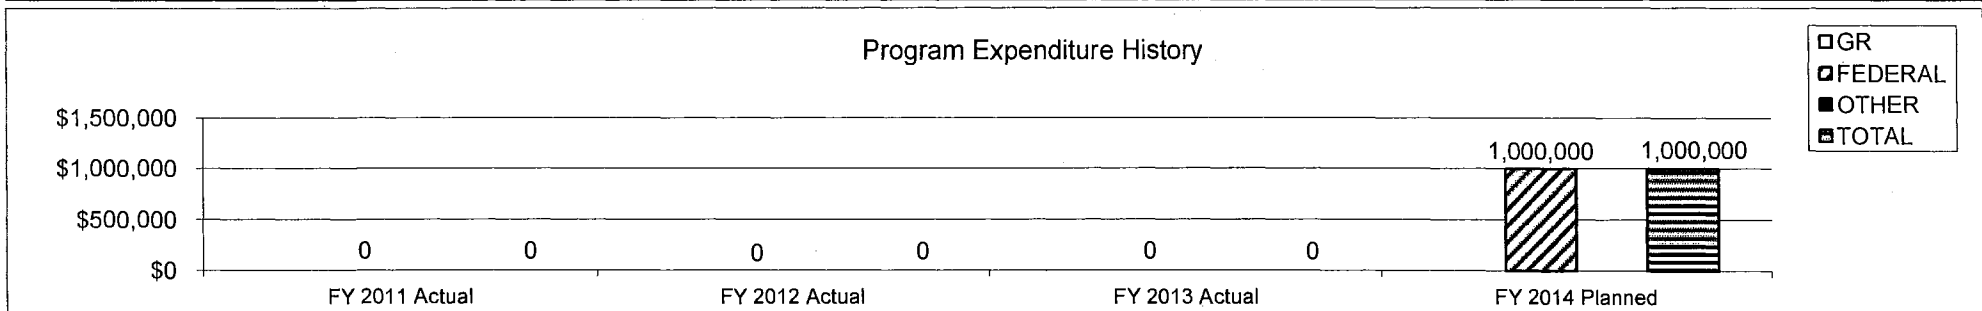 Program Expenditure History
GR
FEDERAL
OTHER
TOTAL
$1,500,000
$1,000,000
$500,000
$0
0 0 0 0 0 0 1,000,000 1,000,000
FY 2011 Actual FY 2012 Actual FY 2013 Actual FY 2014 Planned